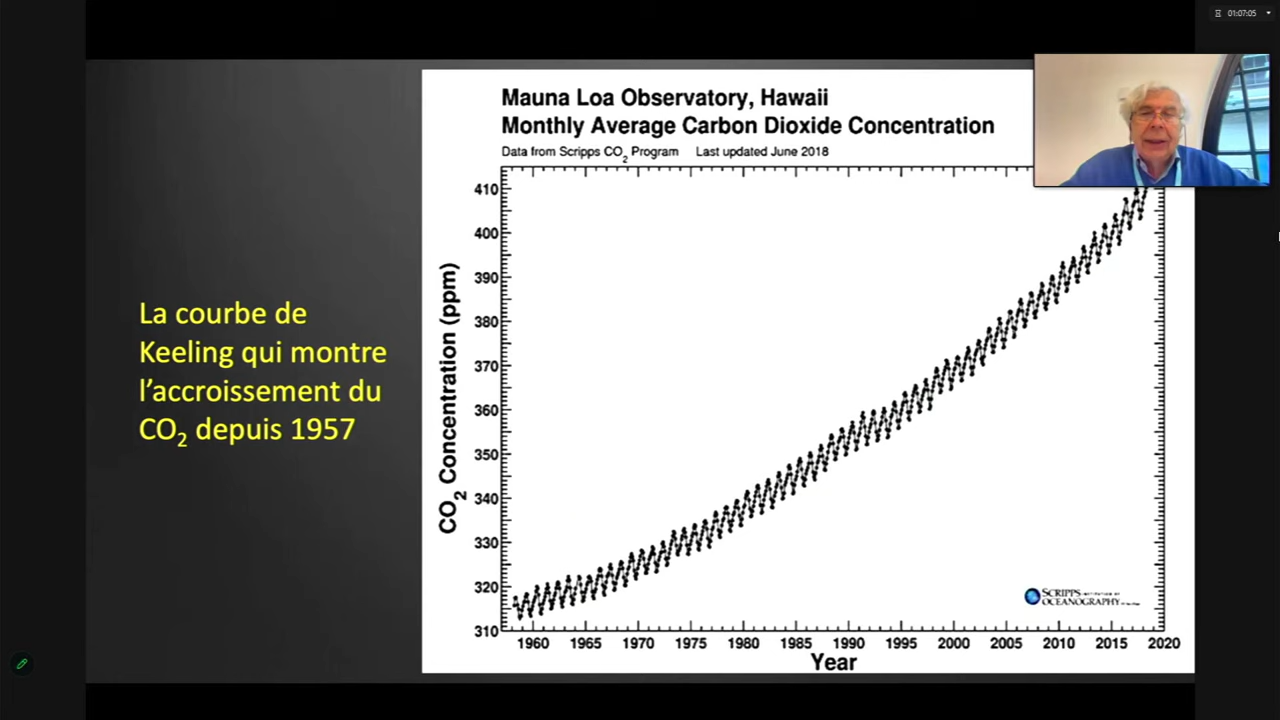 01:07:05
Mauna Loa Observatory, Hawaii
Monthly Average Carbon Dioxide Concentration
Data from Scripps CO₂ Program Last updated June 2018
La courbe de
Keeling qui montre
l’accroissement du
CO₂ depuis 1957
CO₂ Concentration (ppm)
410
400
390
380
370
360
350
340
330
320
310
1960 1965 1970 1975 1980 1985 1990 1995 2000 2005 2010 2015 2020
Year
SCRIPPS INSTITUTION OF
OCEANOGRAPHY